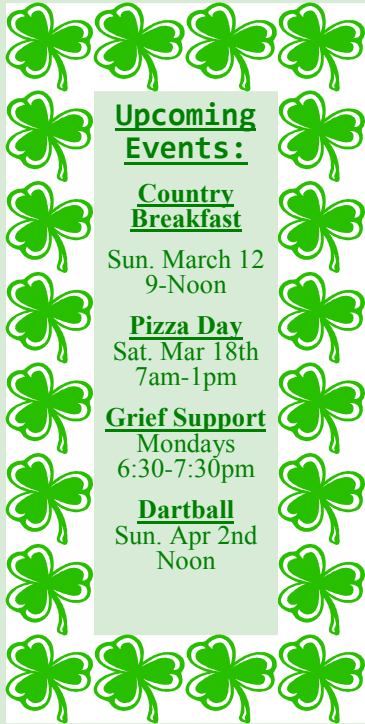 Upcoming
Events:
Country
Breakfast
Sun. March 12
9-Noon
Pizza Day
Sat. Mar 18th
7am-1pm
Grief Support
Mondays
6:30-7:30pm
Dartball
Sun. Apr 2nd
Noon